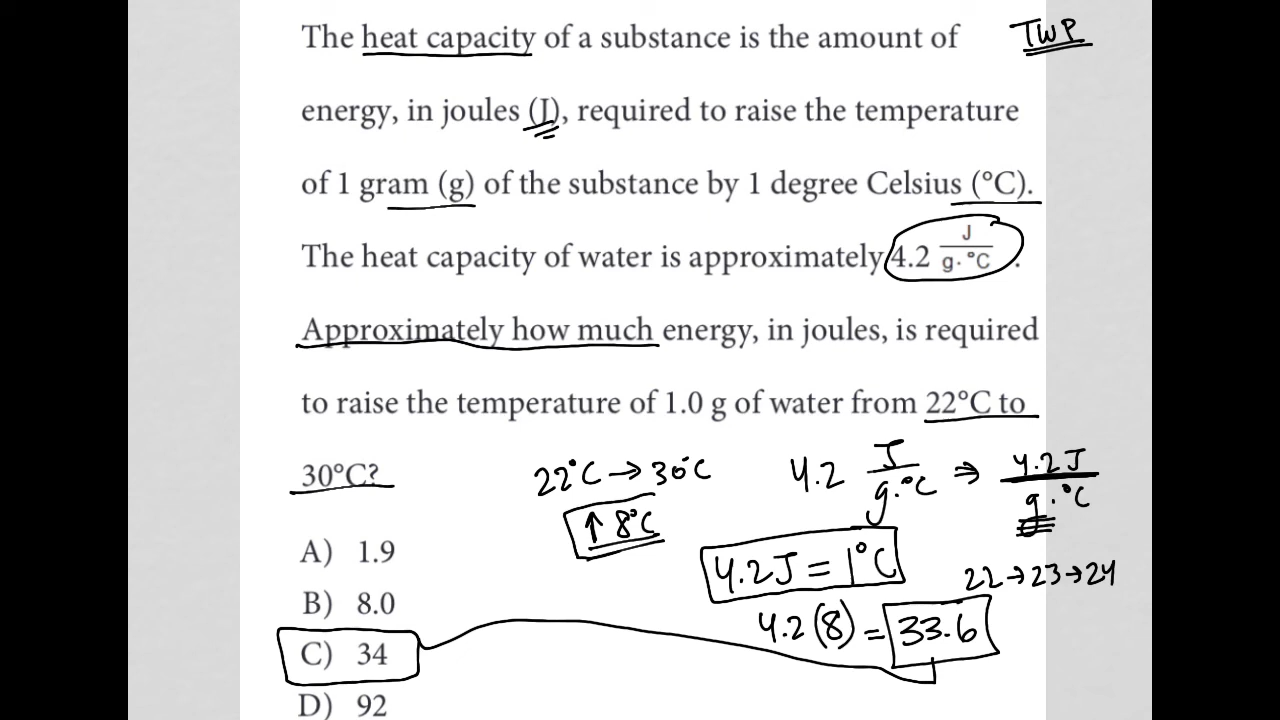 The heat capacity of a substance is the amount of
TWP
energy, in joules (J), required to raise the temperature
of 1 gram (g) of the substance by 1 degree Celsius (°C).
The heat capacity of water is approximately 4.2 J/g·°C.
Approximately how much energy, in joules, is required
to raise the temperature of 1.0 g of water from 22°C to
30°C?
22°C → 30°C
↑ 8°C
4.2 J/g·°C ⇒ 4.2J/g·°C
4.2J = 1°C
22→23→24
4.2(8) = 33.6
A) 1.9
B) 8.0
C) 34
D) 92